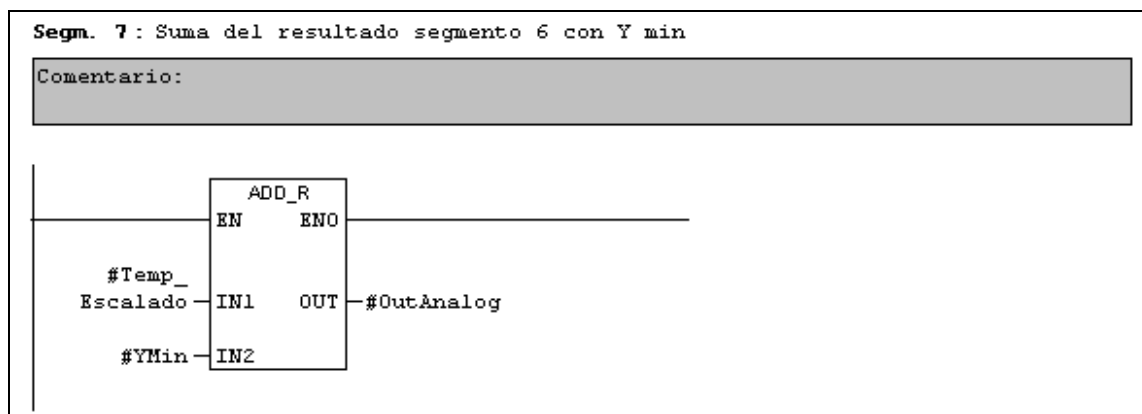 Segm. 7 : Suma del resultado segmento 6 con Y min
Comentario:
ADD_R
EN ENO
#Temp_
Escalado IN1 OUT #OutAnalog
#YMin IN2